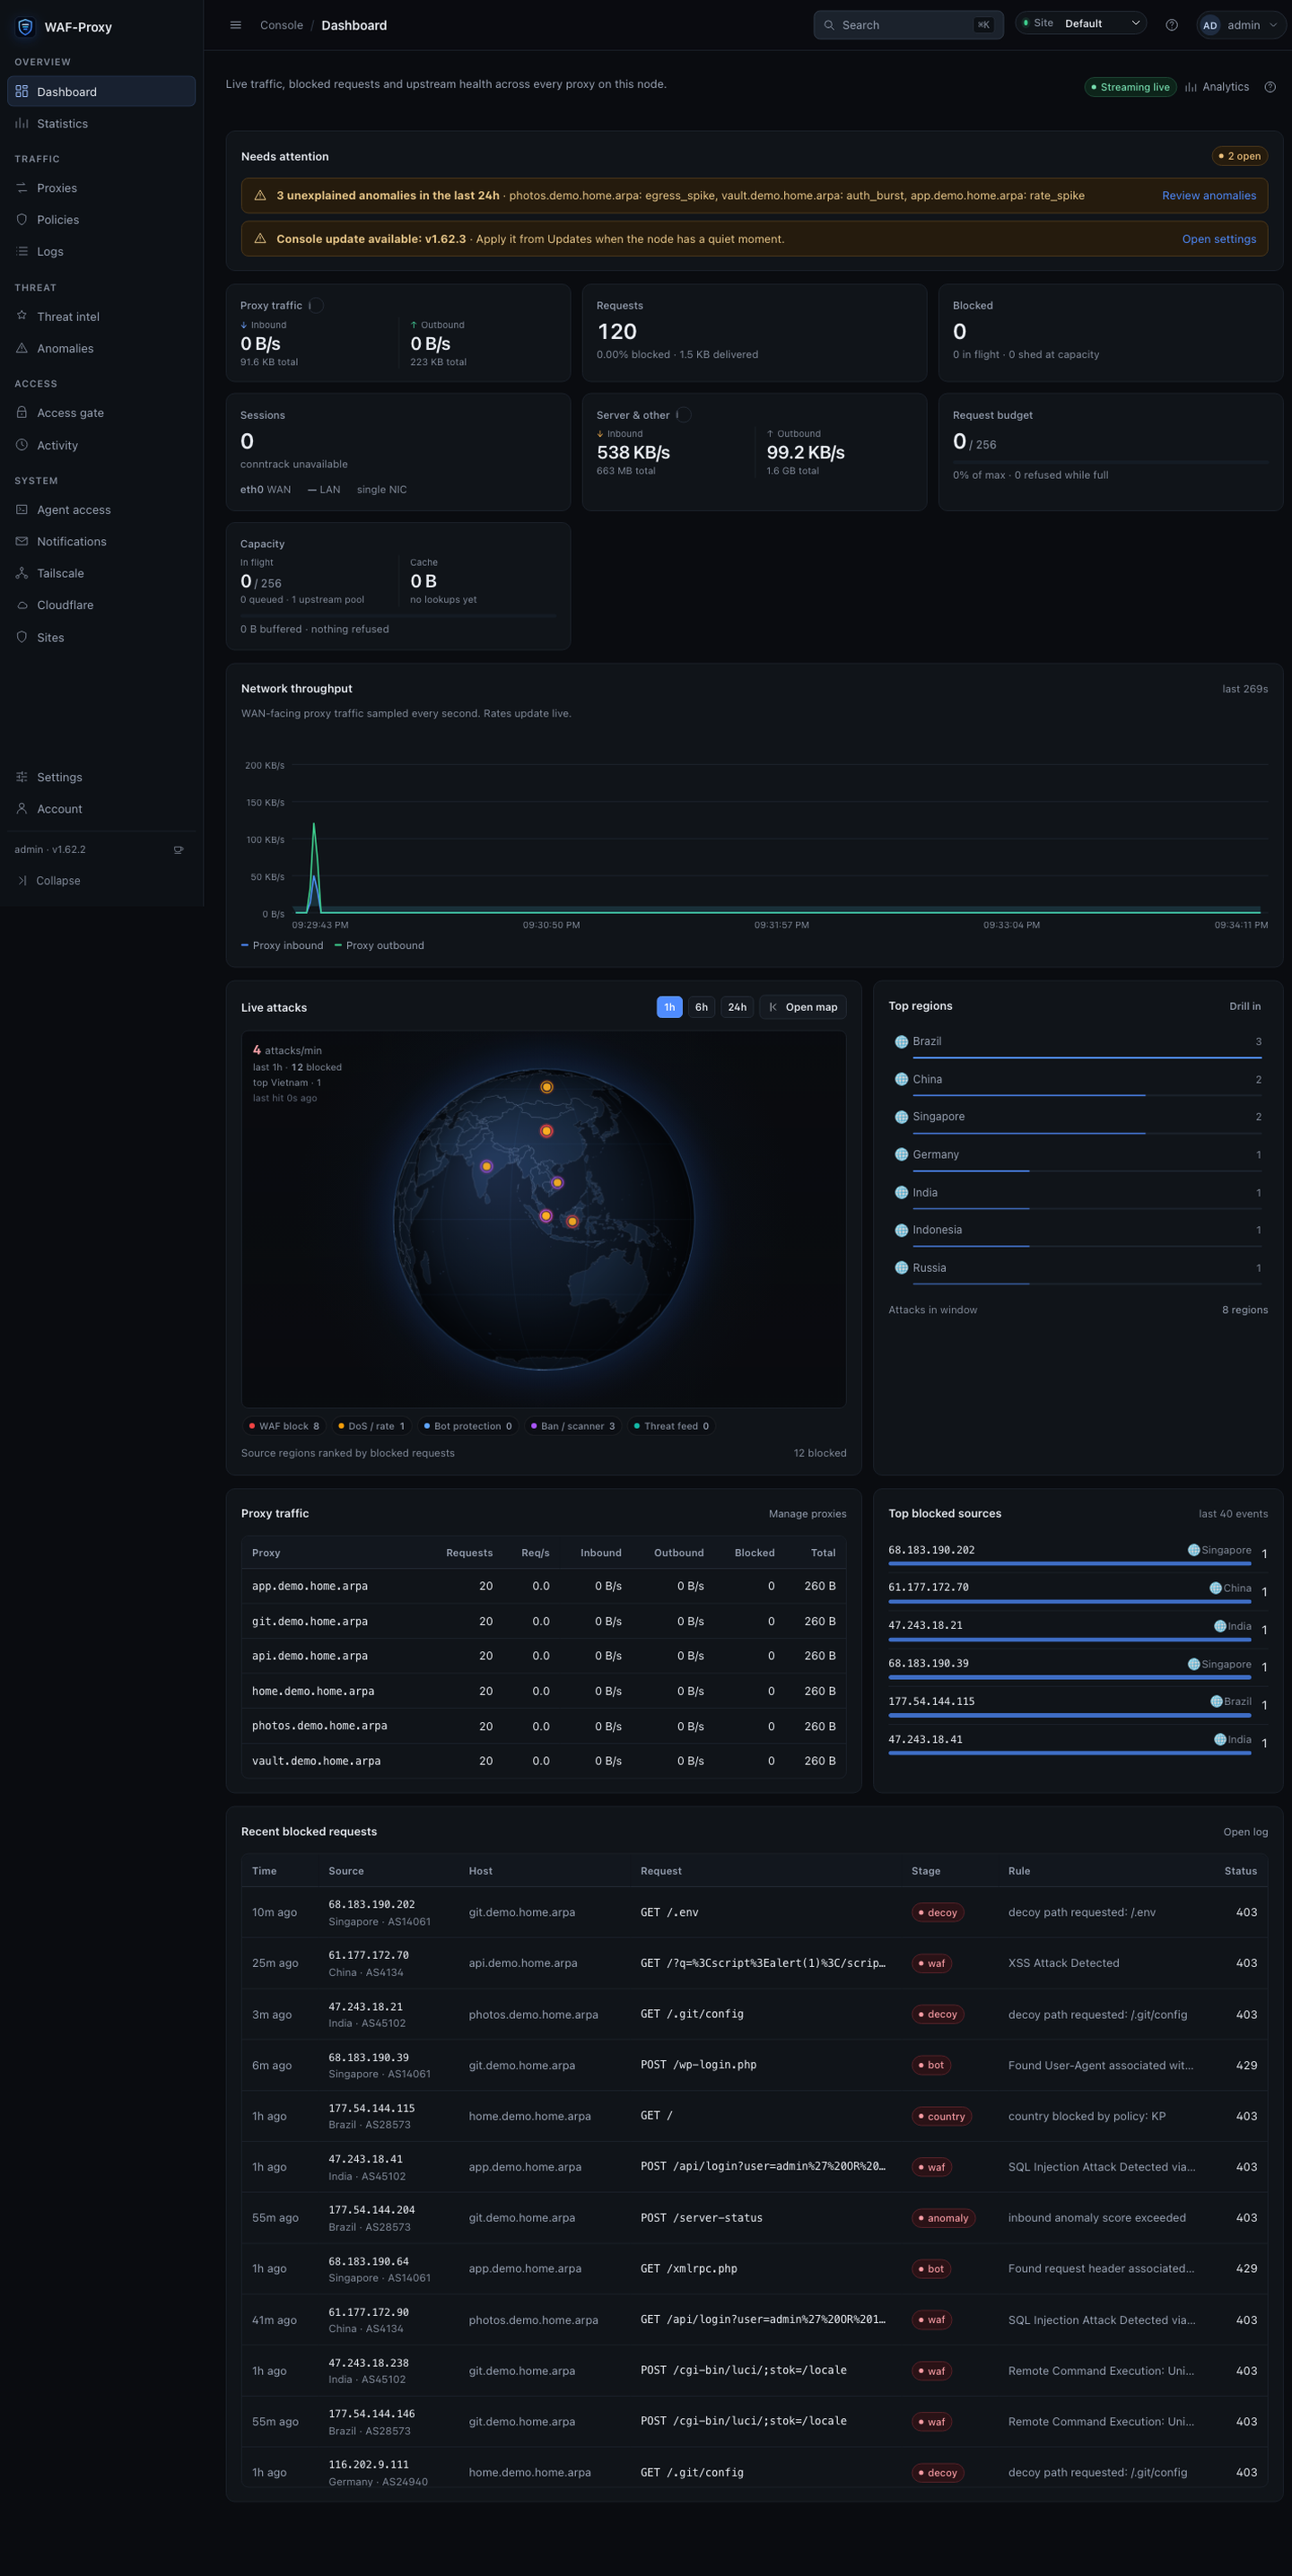 WAF-Proxy
OVERVIEW
Dashboard
Statistics
TRAFFIC
Proxies
Policies
Logs
THREAT
Threat intel
Anomalies
ACCESS
Access gate
Activity
SYSTEM
Agent access
Notifications
Tailscale
Cloudflare
Sites
Settings
Account
admin · v1.62.2
Collapse
Console / Dashboard
Search ⌘K
Site Default
AD admin
Live traffic, blocked requests and upstream health across every proxy on this node.
Streaming live Analytics
Needs attention 2 open
3 unexplained anomalies in the last 24h · photos.demo.home.arpa: egress_spike, vault.demo.home.arpa: auth_burst, app.demo.home.arpa: rate_spike Review anomalies
Console update available: v1.62.3 · Apply it from Updates when the node has a quiet moment. Open settings
Proxy traffic
↓ Inbound ↑ Outbound
0 B/s 0 B/s
91.6 KB total 223 KB total
Requests
120
0.00% blocked · 1.5 KB delivered
Blocked
0
0 in flight · 0 shed at capacity
Sessions
0
conntrack unavailable
eth0 WAN — LAN single NIC
Server & other
↓ Inbound ↑ Outbound
538 KB/s 99.2 KB/s
663 MB total 1.6 GB total
Request budget
0 / 256
0% of max · 0 refused while full
Capacity
In flight Cache
0 / 256 0 B
0 queued · 1 upstream pool no lookups yet
0 B buffered · nothing refused
Network throughput last 269s
WAN-facing proxy traffic sampled every second. Rates update live.
200 KB/s
150 KB/s
100 KB/s
50 KB/s
0 B/s
09:29:43 PM 09:30:50 PM 09:31:57 PM 09:33:04 PM 09:34:11 PM
Proxy inbound Proxy outbound
Live attacks 1h 6h 24h Open map
4 attacks/min
last 1h · 12 blocked
top Vietnam · 1
last hit 0s ago
WAF block 8 DoS / rate 1 Bot protection 0 Ban / scanner 3 Threat feed 0
Source regions ranked by blocked requests 12 blocked
Top regions Drill in
Brazil 3
China 2
Singapore 2
Germany 1
India 1
Indonesia 1
Russia 1
Attacks in window 8 regions
Proxy traffic Manage proxies
Proxy Requests Req/s Inbound Outbound Blocked Total
app.demo.home.arpa 20 0.0 0 B/s 0 B/s 0 260 B
git.demo.home.arpa 20 0.0 0 B/s 0 B/s 0 260 B
api.demo.home.arpa 20 0.0 0 B/s 0 B/s 0 260 B
home.demo.home.arpa 20 0.0 0 B/s 0 B/s 0 260 B
photos.demo.home.arpa 20 0.0 0 B/s 0 B/s 0 260 B
vault.demo.home.arpa 20 0.0 0 B/s 0 B/s 0 260 B
Top blocked sources last 40 events
68.183.190.202 Singapore 1
61.177.172.70 China 1
47.243.18.21 India 1
68.183.190.39 Singapore 1
177.54.144.115 Brazil 1
47.243.18.41 India 1
Recent blocked requests Open log
Time Source Host Request Stage Rule Status
10m ago 68.183.190.202 git.demo.home.arpa GET /.env decoy decoy path requested: /.env 403
Singapore · AS14061
25m ago 61.177.172.70 api.demo.home.arpa GET /?q=%3Cscript%3Ealert(1)%3C/scrip… waf XSS Attack Detected 403
China · AS4134
3m ago 47.243.18.21 photos.demo.home.arpa GET /.git/config decoy decoy path requested: /.git/config 403
India · AS45102
6m ago 68.183.190.39 git.demo.home.arpa POST /wp-login.php bot Found User-Agent associated wit… 429
Singapore · AS14061
1h ago 177.54.144.115 home.demo.home.arpa GET / country country blocked by policy: KP 403
Brazil · AS28573
1h ago 47.243.18.41 app.demo.home.arpa POST /api/login?user=admin%27%20OR%20… waf SQL Injection Attack Detected via… 403
India · AS45102
55m ago 177.54.144.204 git.demo.home.arpa POST /server-status anomaly inbound anomaly score exceeded 403
Brazil · AS28573
1h ago 68.183.190.64 app.demo.home.arpa GET /xmlrpc.php bot Found request header associated… 429
Singapore · AS14061
41m ago 61.177.172.90 photos.demo.home.arpa GET /api/login?user=admin%27%20OR%201… waf SQL Injection Attack Detected via… 403
China · AS4134
1h ago 47.243.18.238 git.demo.home.arpa POST /cgi-bin/luci/;stok=/locale waf Remote Command Execution: Uni… 403
India · AS45102
55m ago 177.54.144.146 git.demo.home.arpa POST /cgi-bin/luci/;stok=/locale waf Remote Command Execution: Uni… 403
Brazil · AS28573
1h ago 116.202.9.111 home.demo.home.arpa GET /.git/config decoy decoy path requested: /.git/config 403
Germany · AS24940